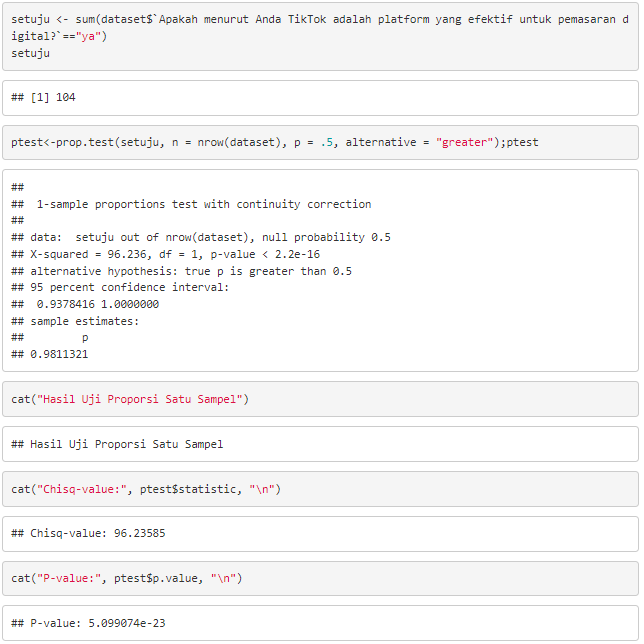 setuju <- sum(dataset$`Apakah menurut Anda TikTok adalah platform yang efektif untuk pemasaran d
igital?`=="ya")
setuju
## [1] 104
ptest<-prop.test(setuju, n = nrow(dataset), p = .5, alternative = "greater");ptest
##
##  1-sample proportions test with continuity correction
##
## data:  setuju out of nrow(dataset), null probability 0.5
## X-squared = 96.236, df = 1, p-value < 2.2e-16
## alternative hypothesis: true p is greater than 0.5
## 95 percent confidence interval:
##  0.9378416 1.0000000
## sample estimates:
##         p
## 0.9811321
cat("Hasil Uji Proporsi Satu Sampel")
## Hasil Uji Proporsi Satu Sampel
cat("Chisq-value:", ptest$statistic, "\n")
## Chisq-value: 96.23585
cat("P-value:", ptest$p.value, "\n")
## P-value: 5.099074e-23